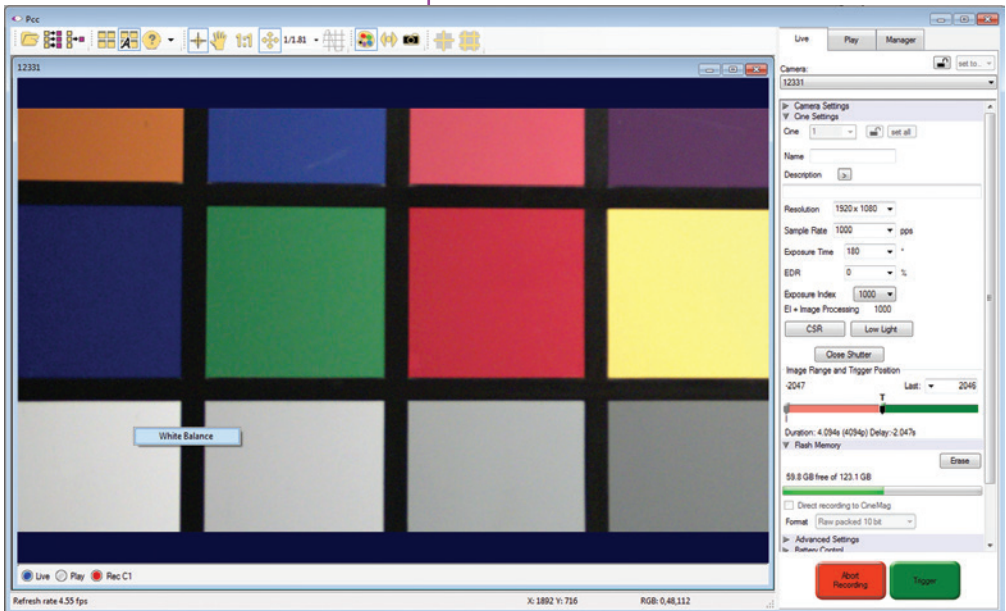 Pcc
1:1 1/1.81
Live Play Manager
12331
Camera: set to...
12331
Camera Settings
Cine Settings
Cine 1 set all
Name
Description >
Resolution 1920 x 1080
Sample Rate 1000 pps
Exposure Time 180 °
EDR 0 %
Exposure Index 1000
EI + Image Processing 1000
CSR Low Light
Close Shutter
Image Range and Trigger Position
-2047 Last: 2046
T
Duration: 4.094s (4094p) Delay:-2.047s
Flash Memory
Erase
59.8 GB free of 123.1 GB
Direct recording to CineMag
Format Raw packed 10 bit
Advanced Settings
Battery Control
White Balance
Live Play Rec C1
Abort Recording Trigger
Refresh rate 4.55 fps X: 1892 Y: 716 RGB: 0,48,112